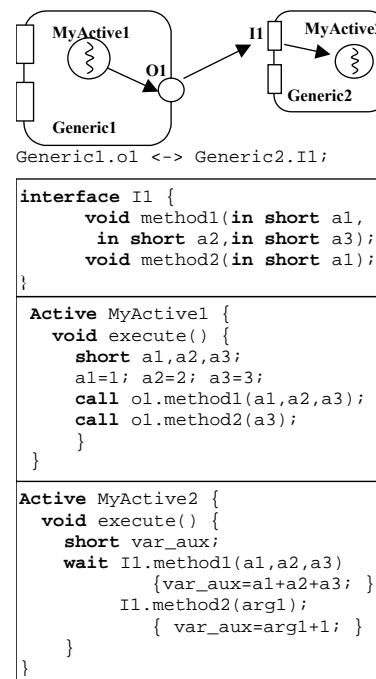 MyActive1
O1
I1
MyActive2
Generic1
Generic2
Generic1.o1 <-> Generic2.I1;
interface I1 {
void method1(in short a1,
in short a2,in short a3);
void method2(in short a1);
}
Active MyActive1 {
void execute() {
short a1,a2,a3;
a1=1; a2=2; a3=3;
call o1.method1(a1,a2,a3);
call o1.method2(a3);
}
}
Active MyActive2 {
void execute() {
short var_aux;
wait I1.method1(a1,a2,a3)
{var_aux=a1+a2+a3; }
I1.method2(arg1);
{ var_aux=arg1+1; }
}
}